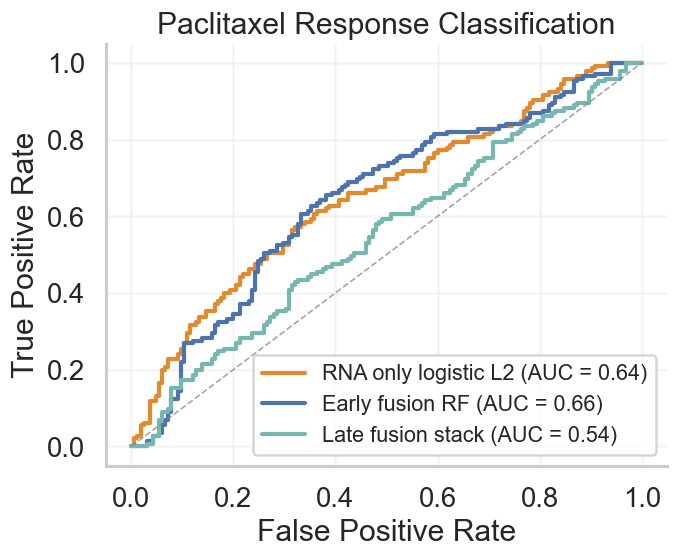 Paclitaxel Response Classification
True Positive Rate
1.0
0.8
0.6
0.4
0.2
0.0
RNA only logistic L2 (AUC = 0.64)
Early fusion RF (AUC = 0.66)
Late fusion stack (AUC = 0.54)
0.0 0.2 0.4 0.6 0.8 1.0
False Positive Rate